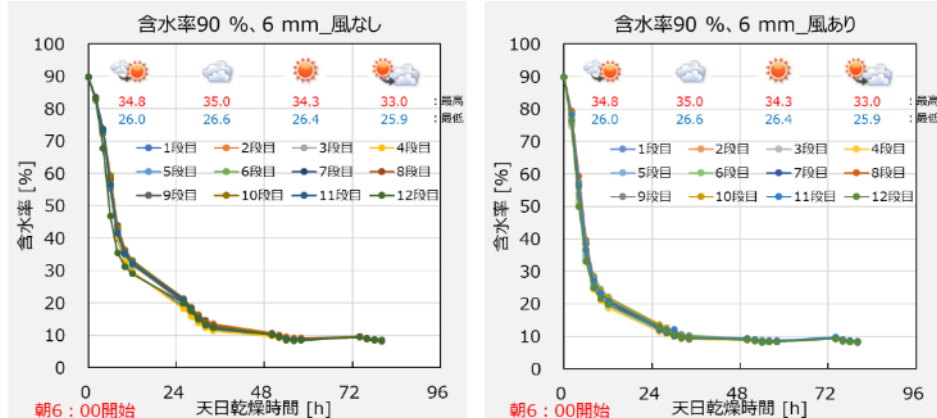 含水率90 %、6 mm_風なし
100
90
80
70
60
50
40
30
20
10
0
含水率 [%]
34.8 35.0 34.3 33.0 :最高
26.0 26.6 26.4 25.9 :最低
1段目 2段目 3段目 4段目
5段目 6段目 7段目 8段目
9段目 10段目 11段目 12段目
0 24 48 72 96
朝6:00開始
天日乾燥時間 [h]
含水率90 %、6 mm_風あり
100
90
80
70
60
50
40
30
20
10
0
含水率 [%]
34.8 35.0 34.3 33.0 :最高
26.0 26.6 26.4 25.9 :最低
1段目 2段目 3段目 4段目
5段目 6段目 7段目 8段目
9段目 10段目 11段目 12段目
0 24 48 72 96
朝6:00開始
天日乾燥時間 [h]